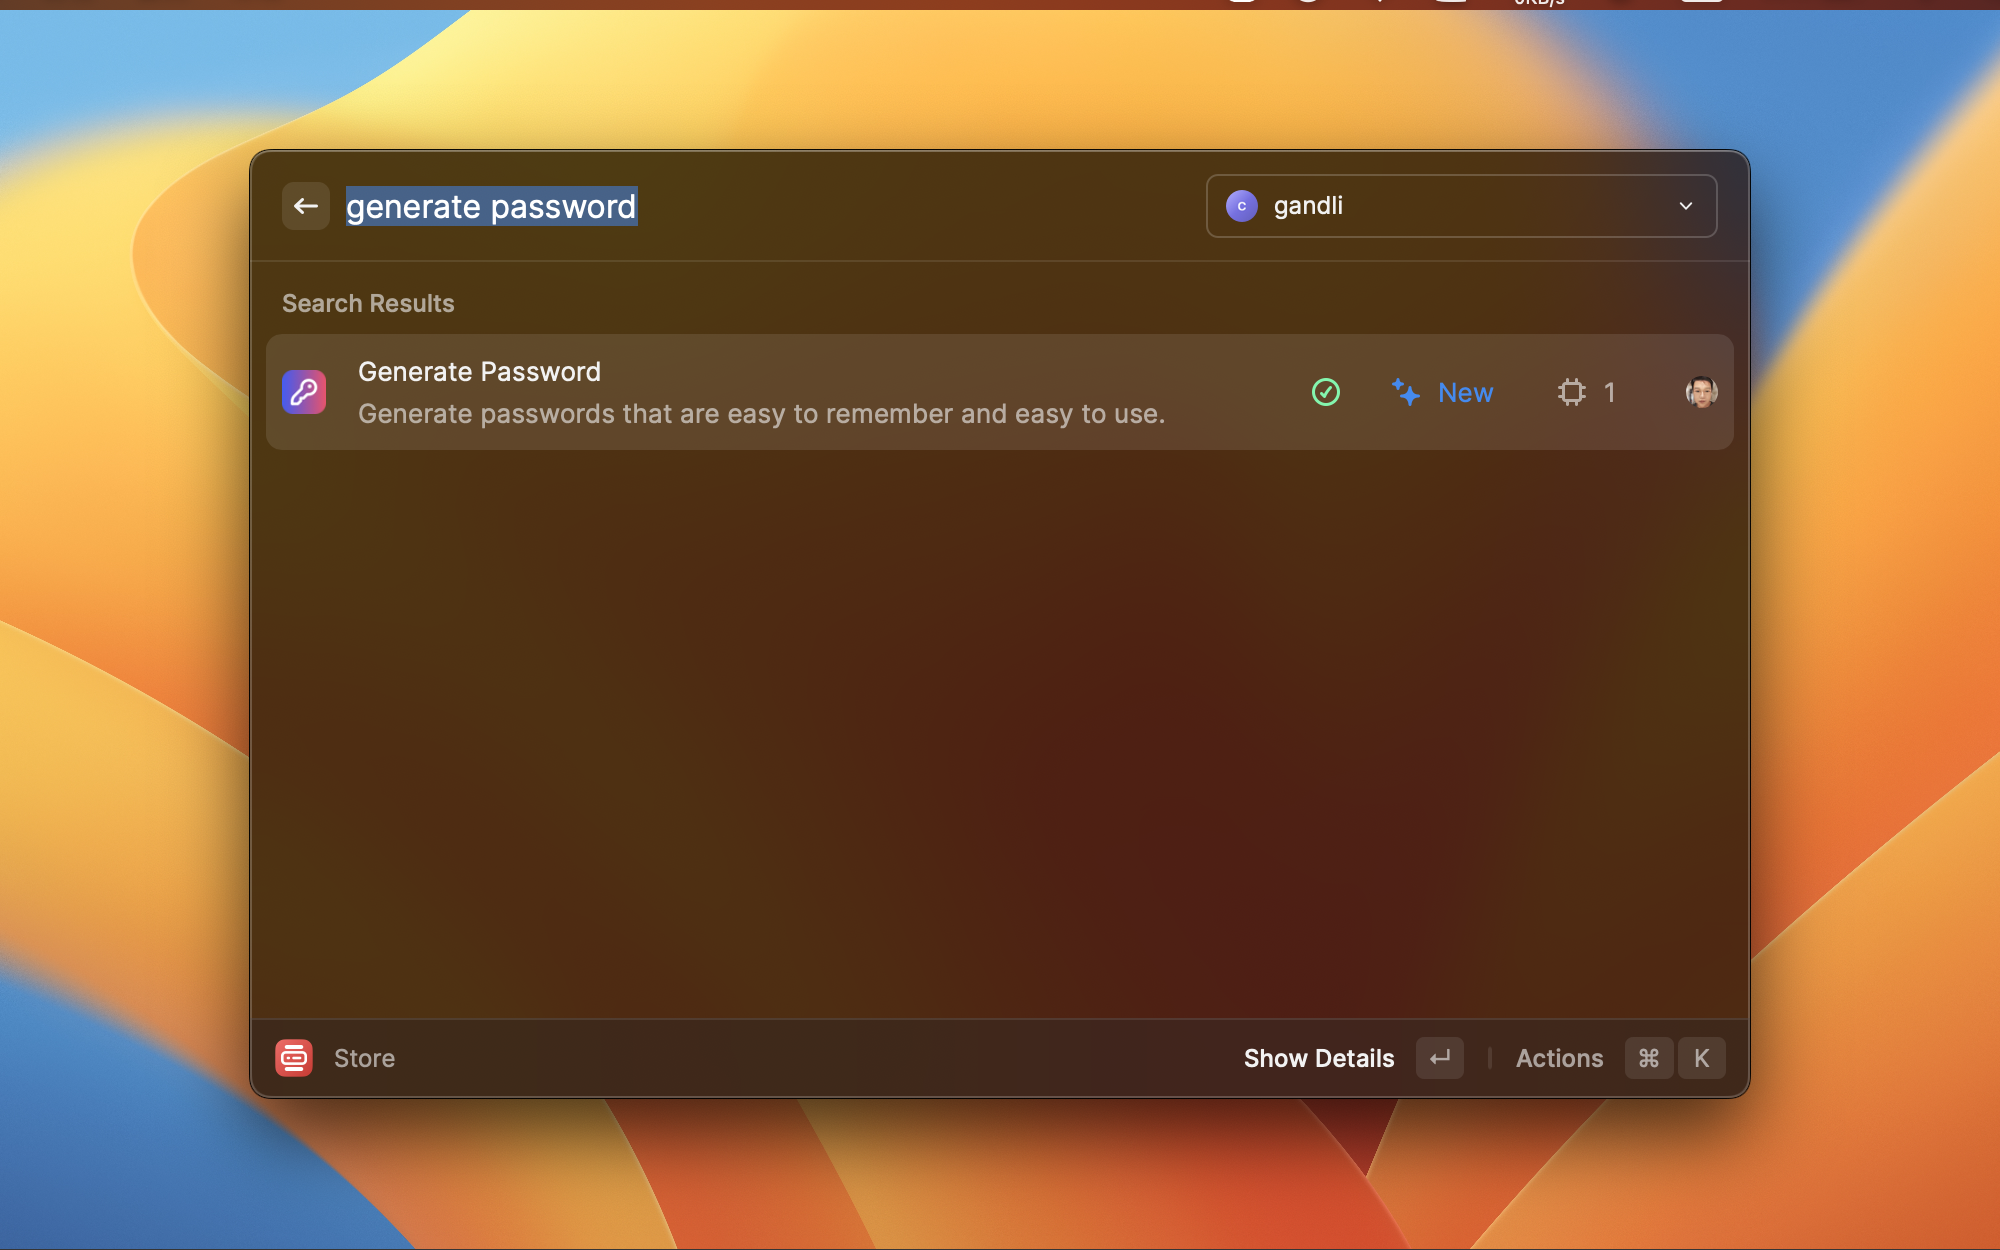 0KB/s
generate password
c gandli
Search Results
Generate Password
Generate passwords that are easy to remember and easy to use.
New
1
Store
Show Details
Actions ⌘ K